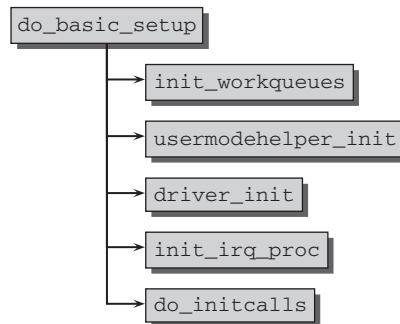 do_basic_setup
init_workqueues
usermodehelper_init
driver_init
init_irq_proc
do_initcalls